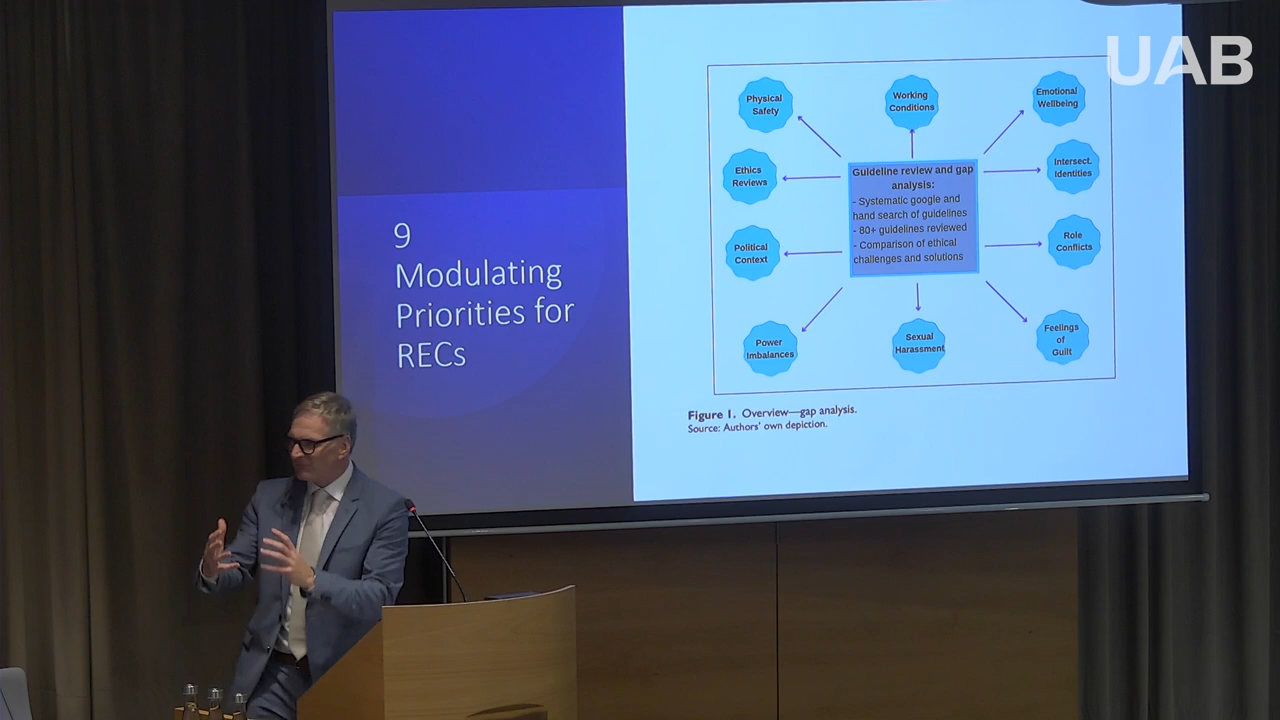 UAB
9
Modulating
Priorities for
RECs
Physical
Safety
Working
Conditions
Emotional
Wellbeing
Ethics
Reviews
Guideline review and gap
analysis:
- Systematic google and
hand search of guidelines
- 80+ guidelines reviewed
- Comparison of ethical
challenges and solutions
Intersect.
Identities
Political
Context
Role
Conflicts
Power
Imbalances
Sexual
Harassment
Feelings
of
Guilt
Figure 1. Overview—gap analysis.
Source: Authors' own depiction.